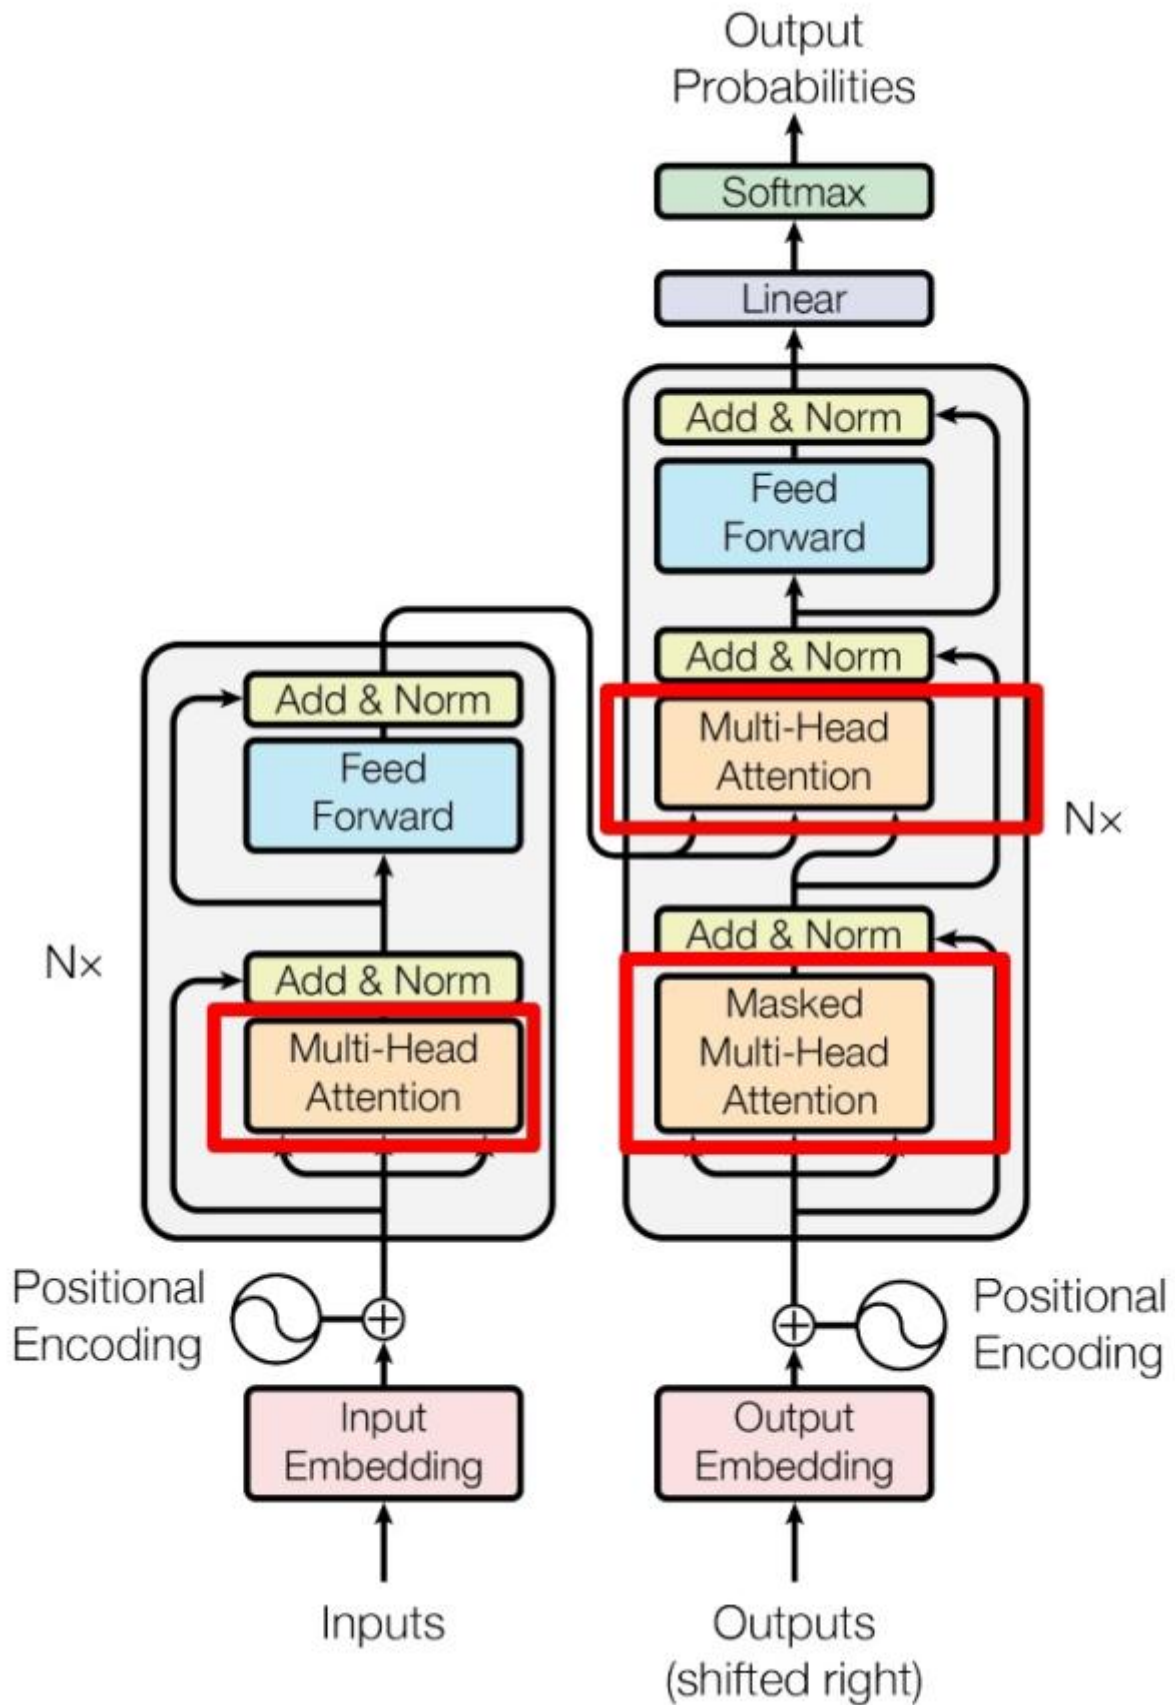 Output
Probabilities
Softmax
Linear
Add & Norm
Feed
Forward
Add & Norm
Multi-Head
Attention
N×
Add & Norm
Masked
Multi-Head
Attention
Add & Norm
Feed
Forward
N×
Add & Norm
Multi-Head
Attention
Positional
Encoding
Positional
Encoding
Input
Embedding
Output
Embedding
Inputs
Outputs
(shifted right)